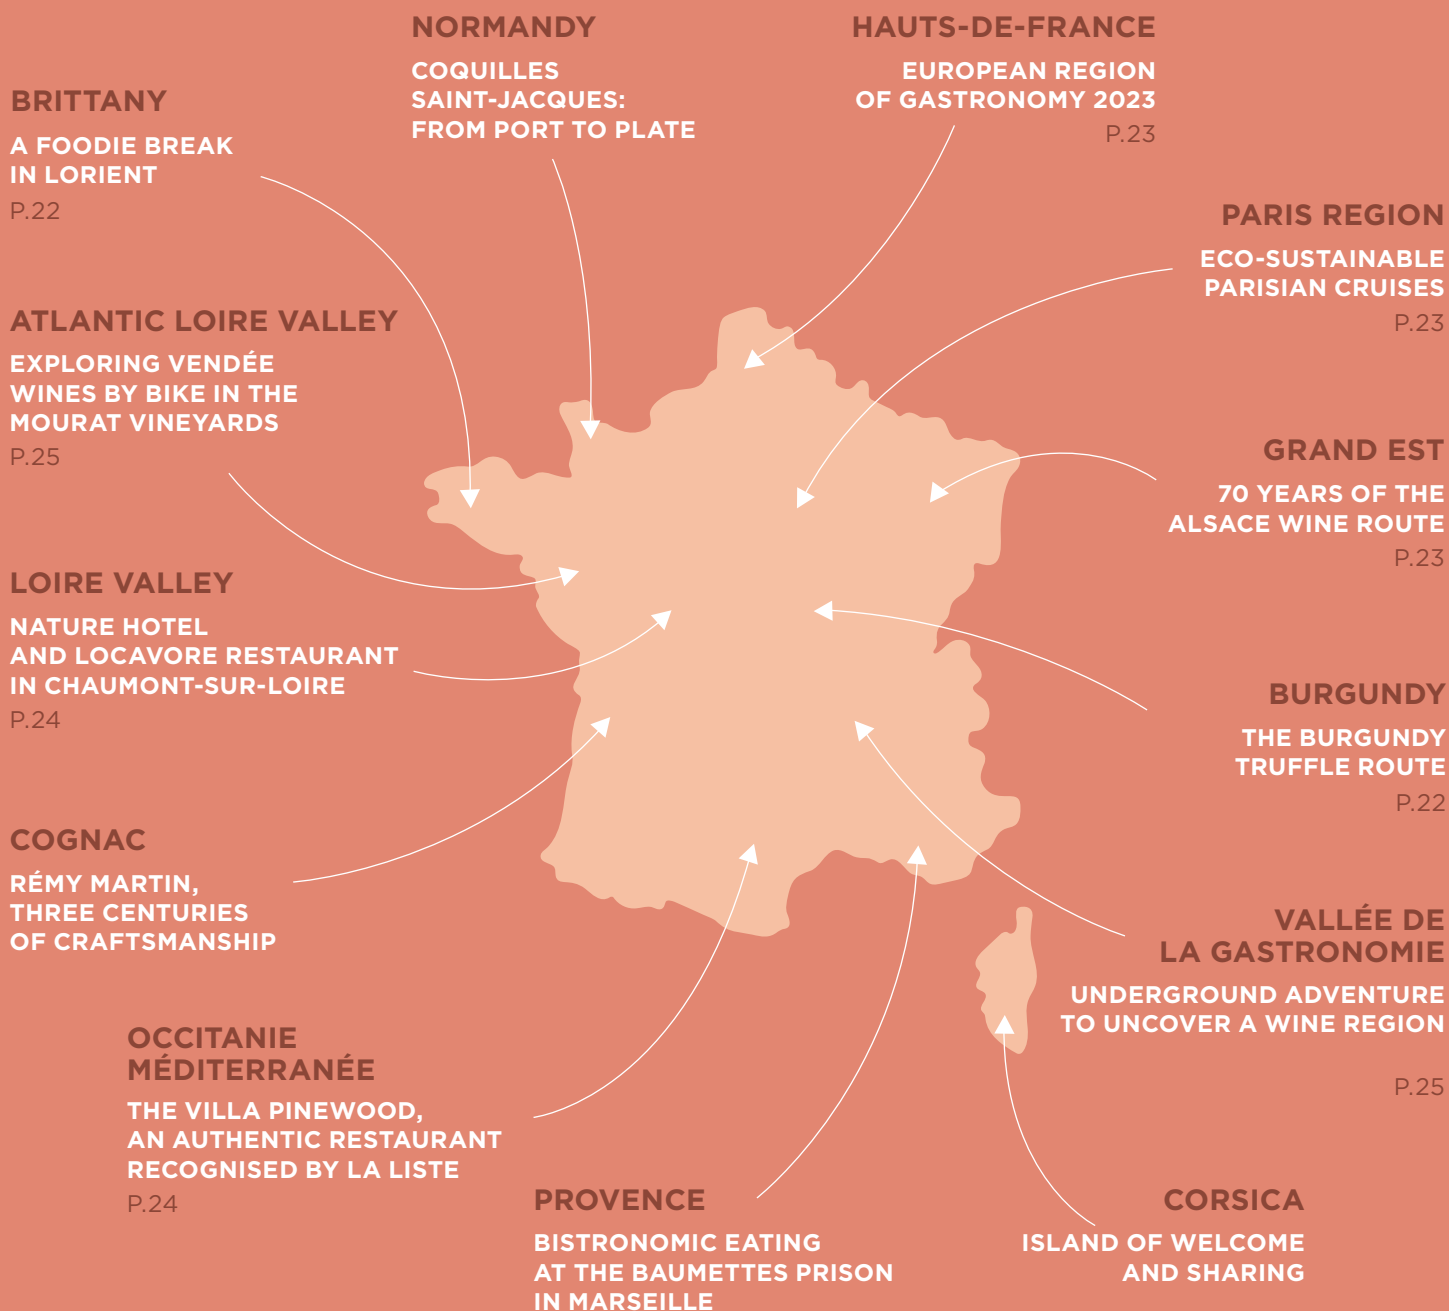 NORMANDY
COQUILLES
SAINT-JACQUES:
FROM PORT TO PLATE
HAUTS-DE-FRANCE
EUROPEAN REGION
OF GASTRONOMY 2023
P.23
BRITTANY
A FOODIE BREAK
IN LORIENT
P.22
PARIS REGION
ECO-SUSTAINABLE
PARISIAN CRUISES
P.23
ATLANTIC LOIRE VALLEY
EXPLORING VENDÉE
WINES BY BIKE IN THE
MOURAT VINEYARDS
P.25
GRAND EST
70 YEARS OF THE
ALSACE WINE ROUTE
P.23
LOIRE VALLEY
NATURE HOTEL
AND LOCAVORE RESTAURANT
IN CHAUMONT-SUR-LOIRE
P.24
BURGUNDY
THE BURGUNDY
TRUFFLE ROUTE
P.22
COGNAC
RÉMY MARTIN,
THREE CENTURIES
OF CRAFTSMANSHIP
VALLÉE DE
LA GASTRONOMIE
UNDERGROUND ADVENTURE
TO UNCOVER A WINE REGION
P.25
OCCITANIE
MÉDITERRANÉE
THE VILLA PINEWOOD,
AN AUTHENTIC RESTAURANT
RECOGNISED BY LA LISTE
P.24
PROVENCE
BISTRONOMIC EATING
AT THE BAUMETTES PRISON
IN MARSEILLE
CORSICA
ISLAND OF WELCOME
AND SHARING